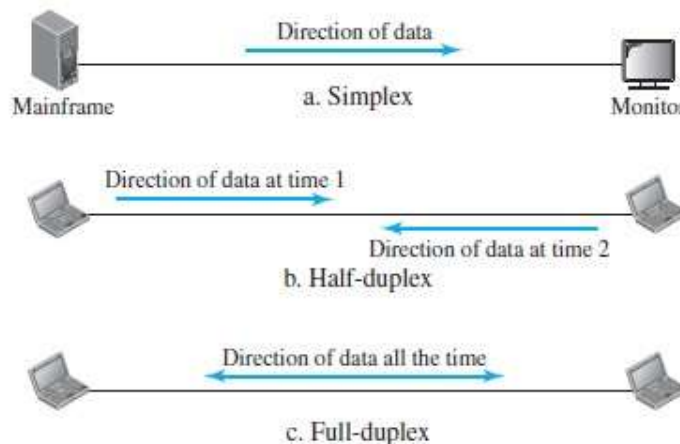 Direction of data
Mainframe
a. Simplex
Monitor
Direction of data at time 1
Direction of data at time 2
b. Half-duplex
Direction of data all the time
c. Full-duplex